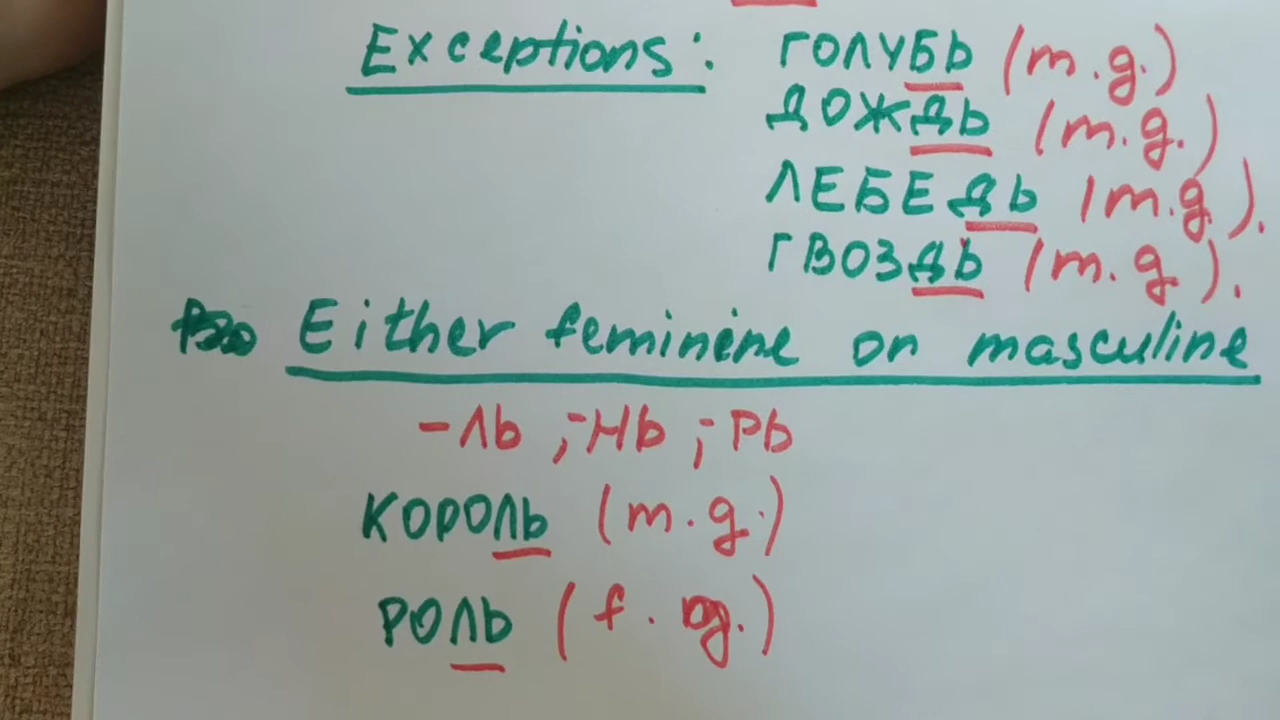 Exceptions: ГОЛУБЬ (m.g.)
ДОЖДЬ (m.g.)
ЛЕБЕДЬ (m.g.).
ГВОЗДЬ (m.g.).
Either feminine or masculine
-ЛЬ ;-НЬ ;-РЬ
КОРОЛЬ (m.g.)
РОЛЬ (f. g.)